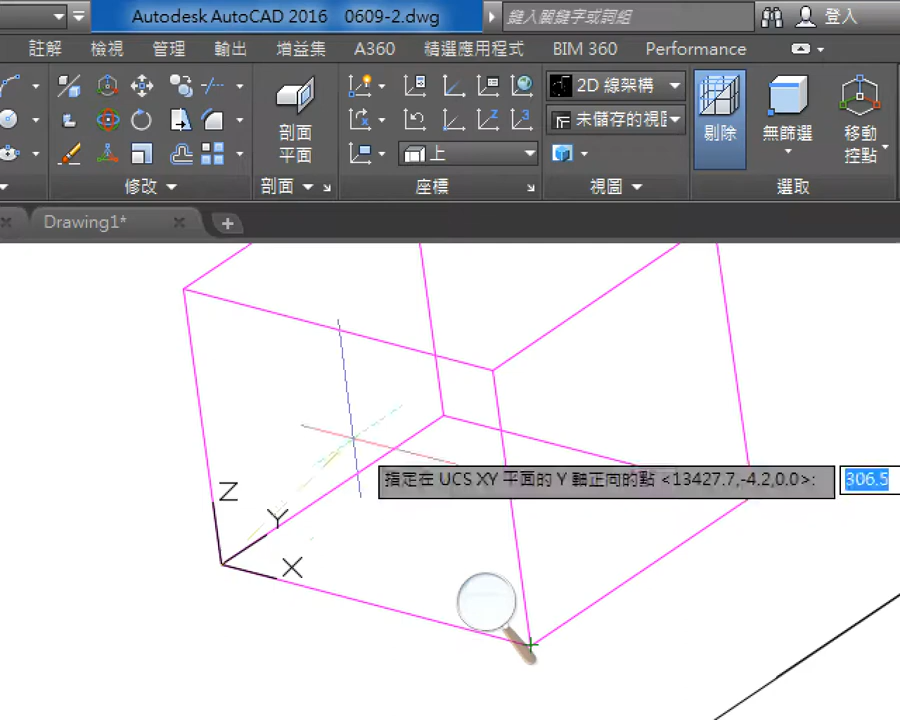 Autodesk AutoCAD 2016 0609-2.dwg 鍵入關鍵字或詞組 登入
註解 檢視 管理 輸出 增益集 A360 精選應用程式 BIM 360 Performance
2D 線架構
未儲存的視
剖面
平面
上
剔除
無篩選
移動
控點
修改 剖面 座標 視圖 選取
Drawing1*
指定在 UCS XY 平面的 Y 軸正向的點 <13427.7,-4.2,0.0>: 306.5
Z
Y
X